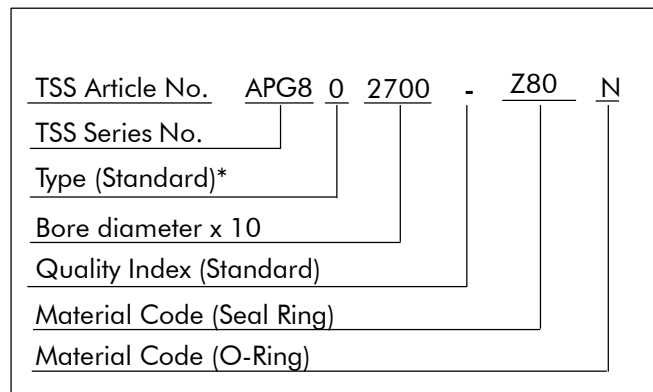 TSS Article No. APG8 0 2700 - Z80 N
TSS Series No.
Type (Standard)*
Bore diameter x 10
Quality Index (Standard)
Material Code (Seal Ring)
Material Code (O-Ring)